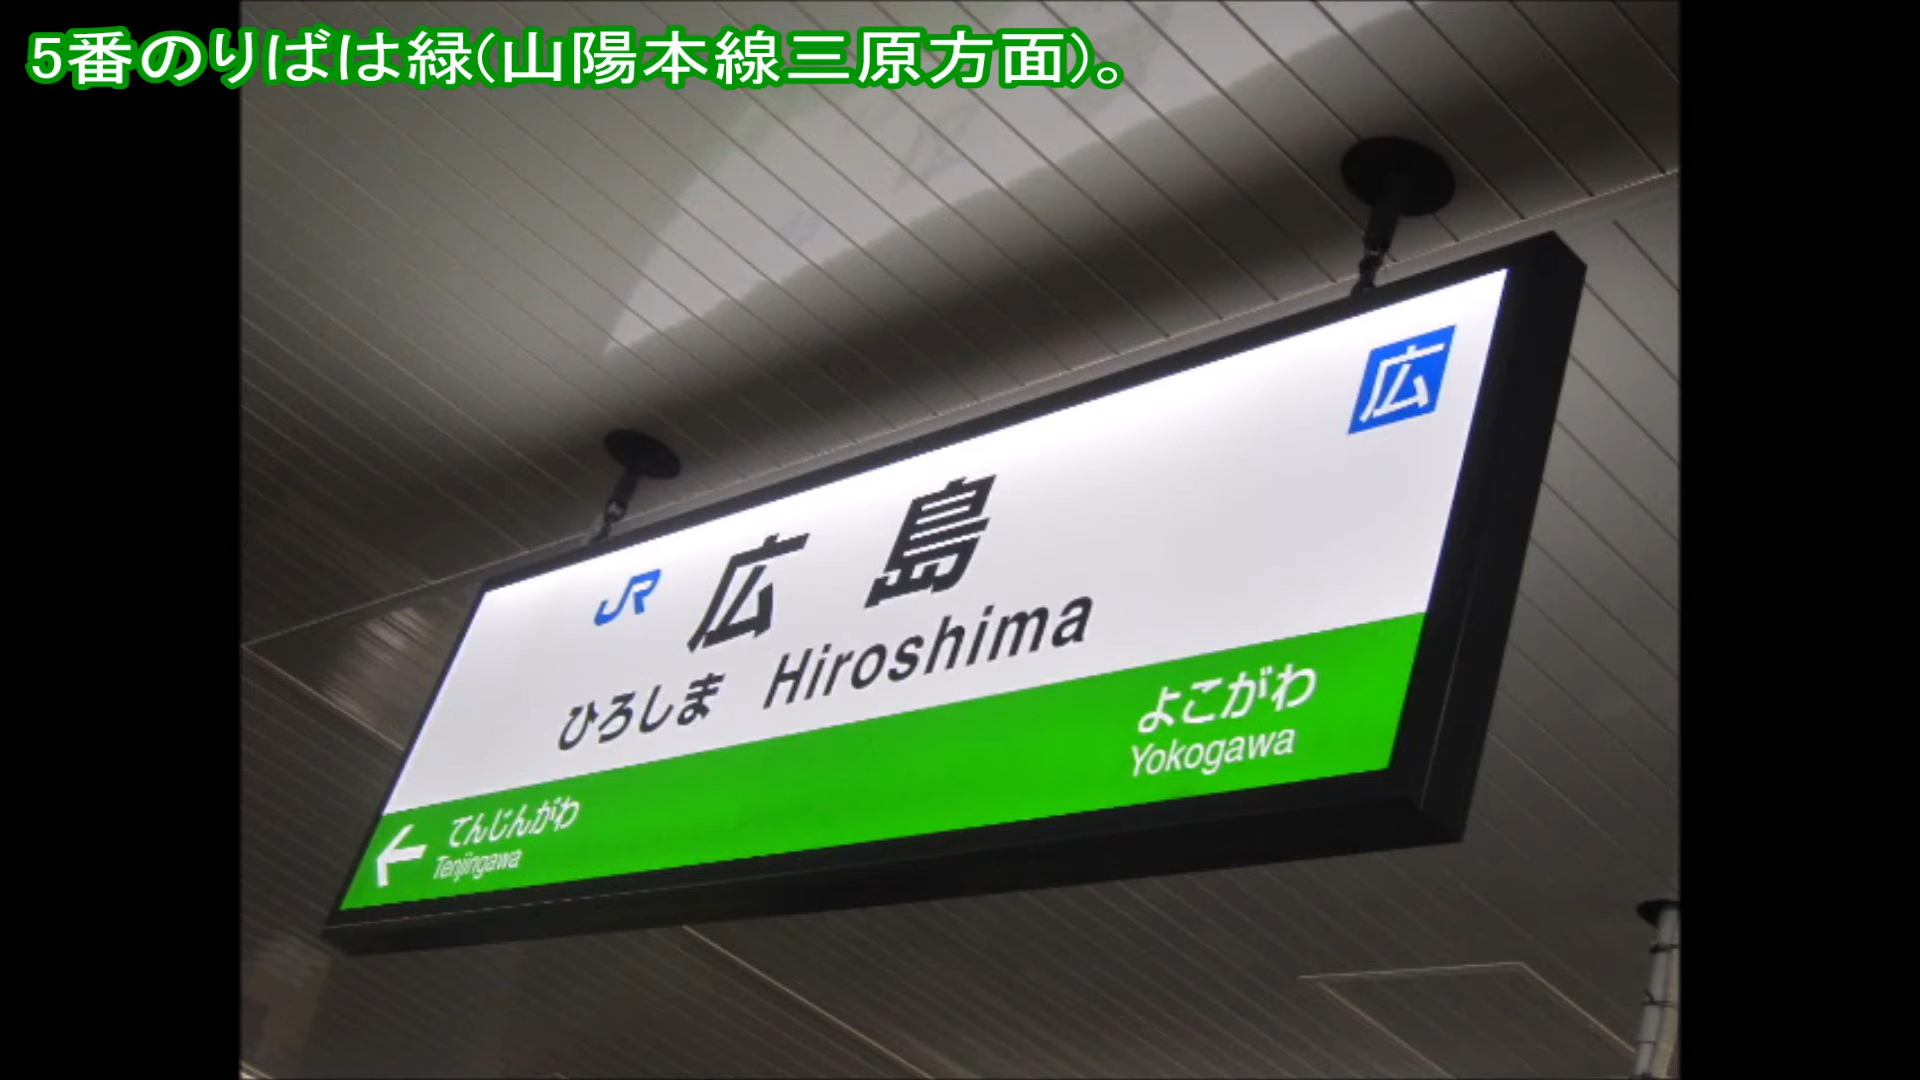 5番のりばは緑(山陽本線三原方面)。
広
JR 広島
ひろしま Hiroshima
よこがわ
Yokogawa
← てんじんがわ
Tenjingawa